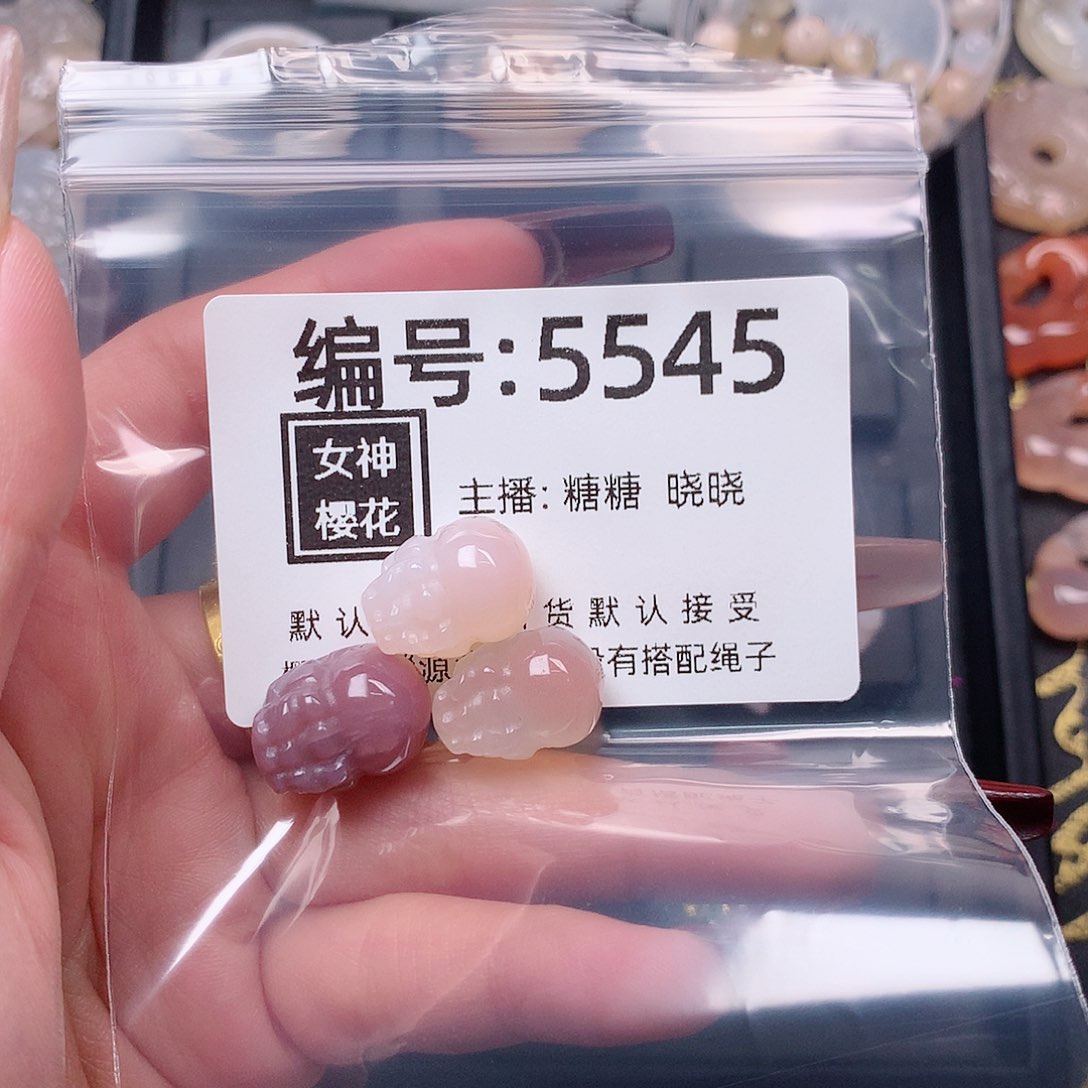 编号:5545
女神
樱花
主播: 糖糖 晓晓
默认 货默认接受
源 有搭配绳子